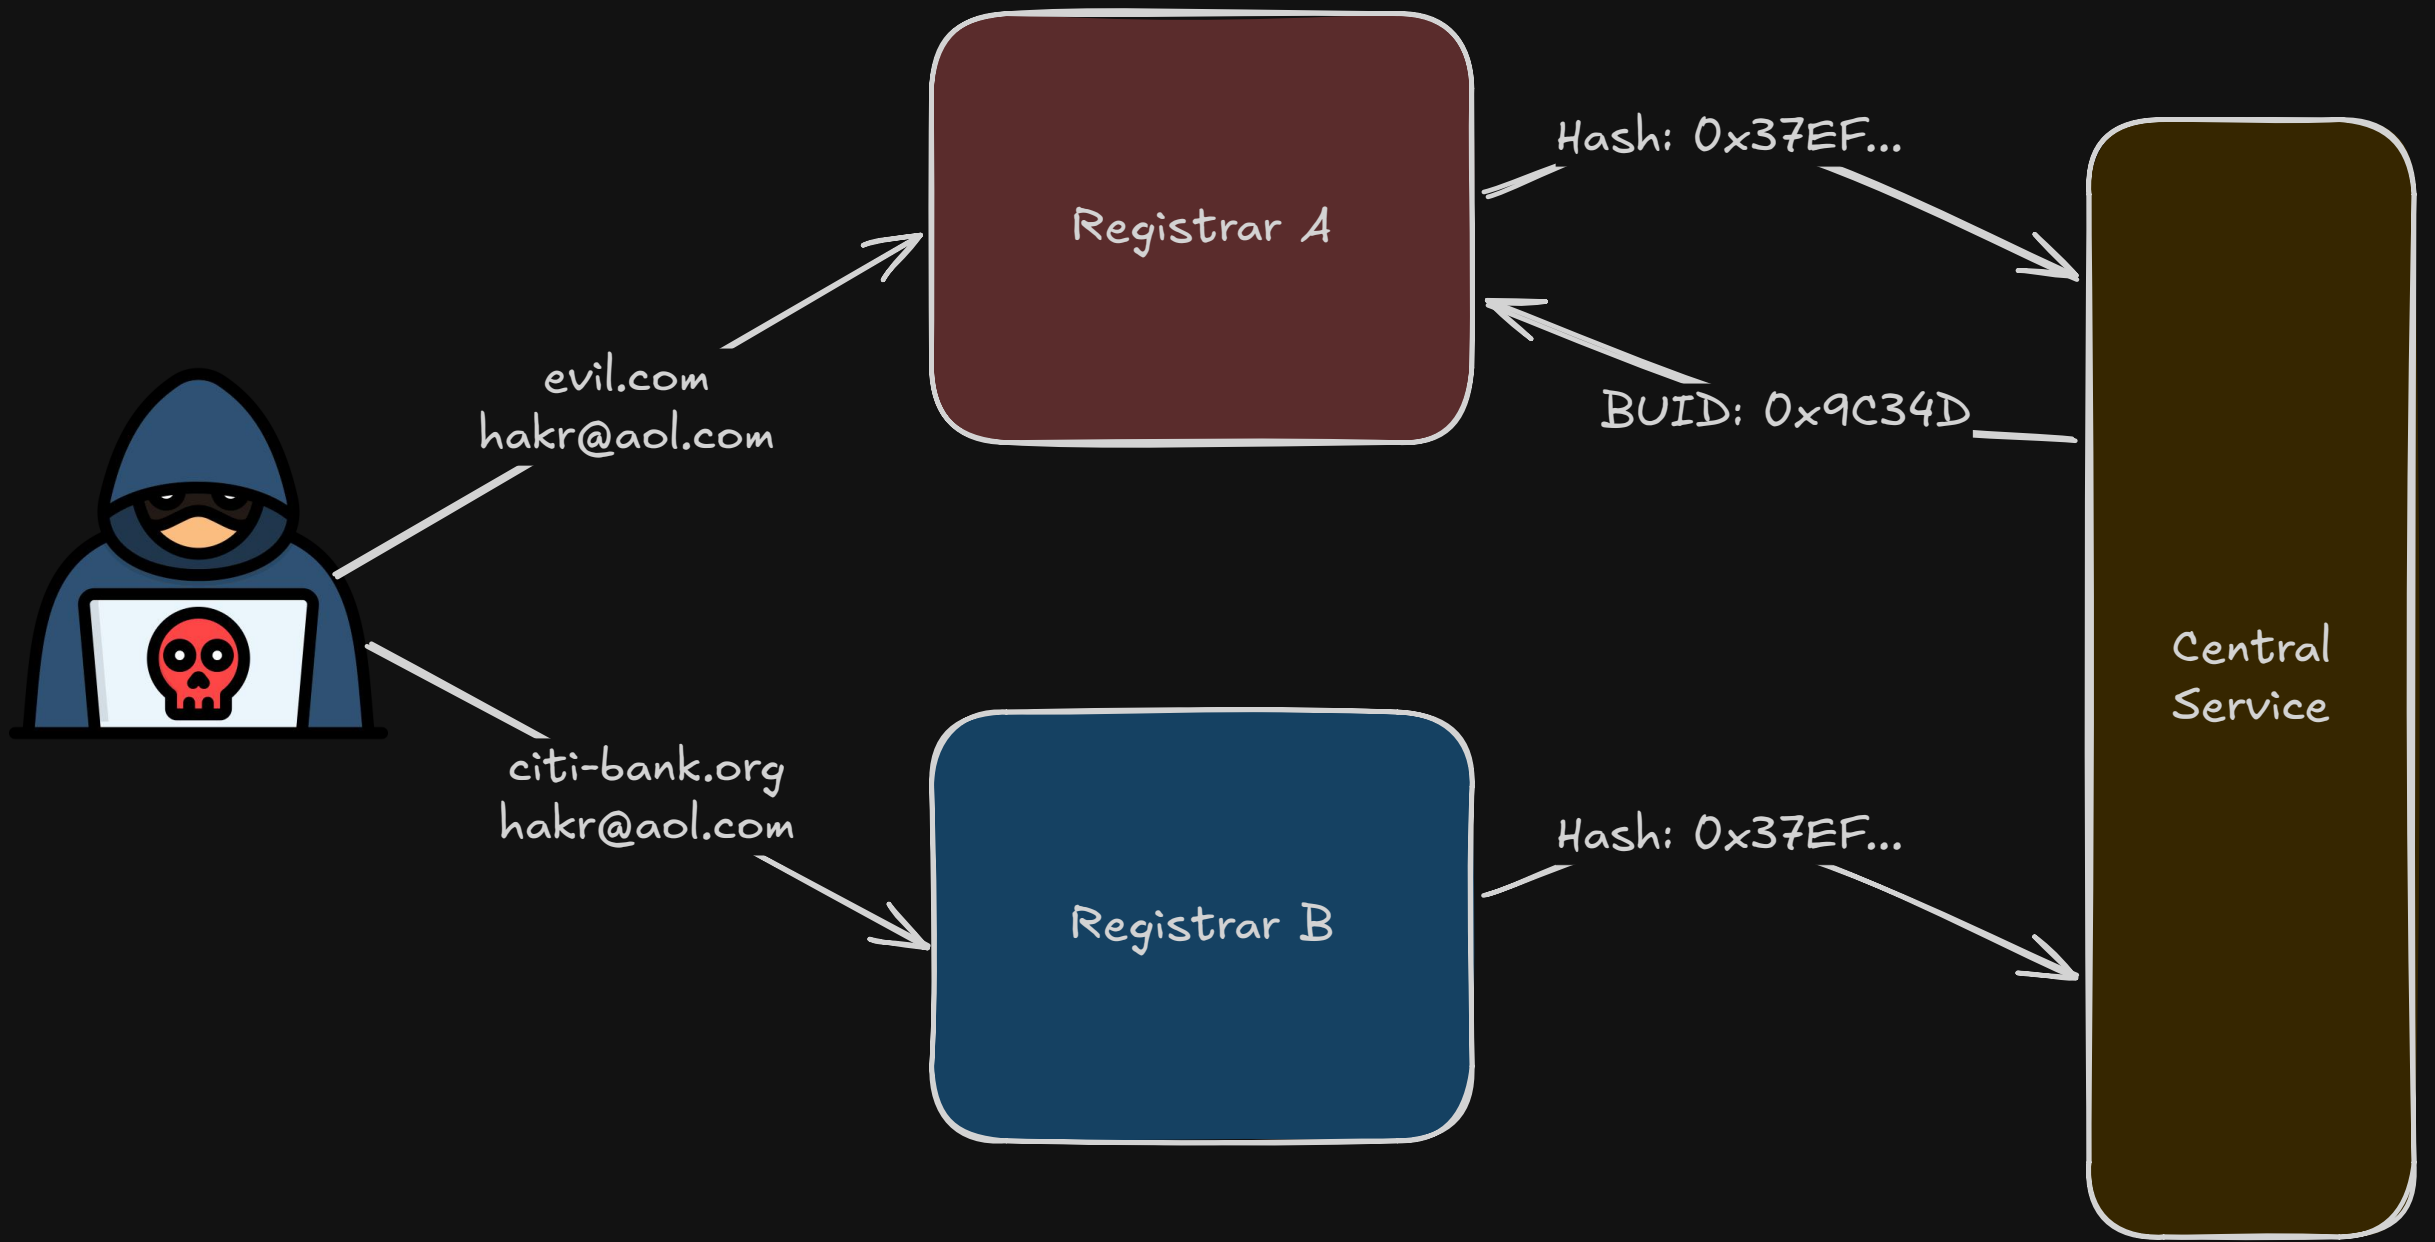 Registrar A
Hash: 0x37EF...
BUID: 0x9C34D
evil.com
hakr@aol.com
Central
Service
citi-bank.org
hakr@aol.com
Registrar B
Hash: 0x37EF...